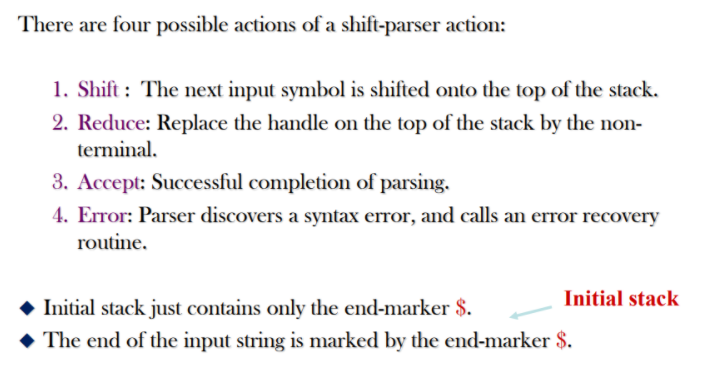 There are four possible actions of a shift-parser action:
1. Shift : The next input symbol is shifted onto the top of the stack.
2. Reduce: Replace the handle on the top of the stack by the non-
terminal.
3. Accept: Successful completion of parsing.
4. Error: Parser discovers a syntax error, and calls an error recovery
routine.
◆ Initial stack just contains only the end-marker $.
Initial stack
◆ The end of the input string is marked by the end-marker $.